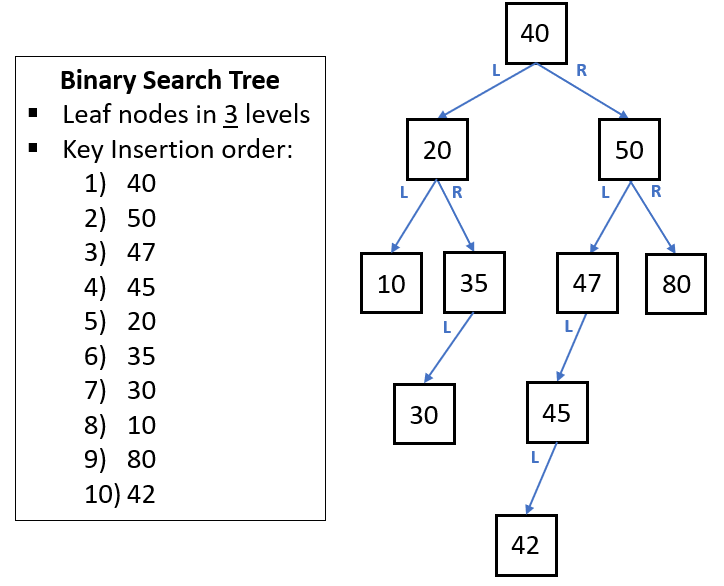 Binary Search Tree
▪ Leaf nodes in 3 levels
▪ Key Insertion order:
1) 40
2) 50
3) 47
4) 45
5) 20
6) 35
7) 30
8) 10
9) 80
10) 42
40
L R
20 50
L R L R
10 35 47 80
L L
30 45
L
42